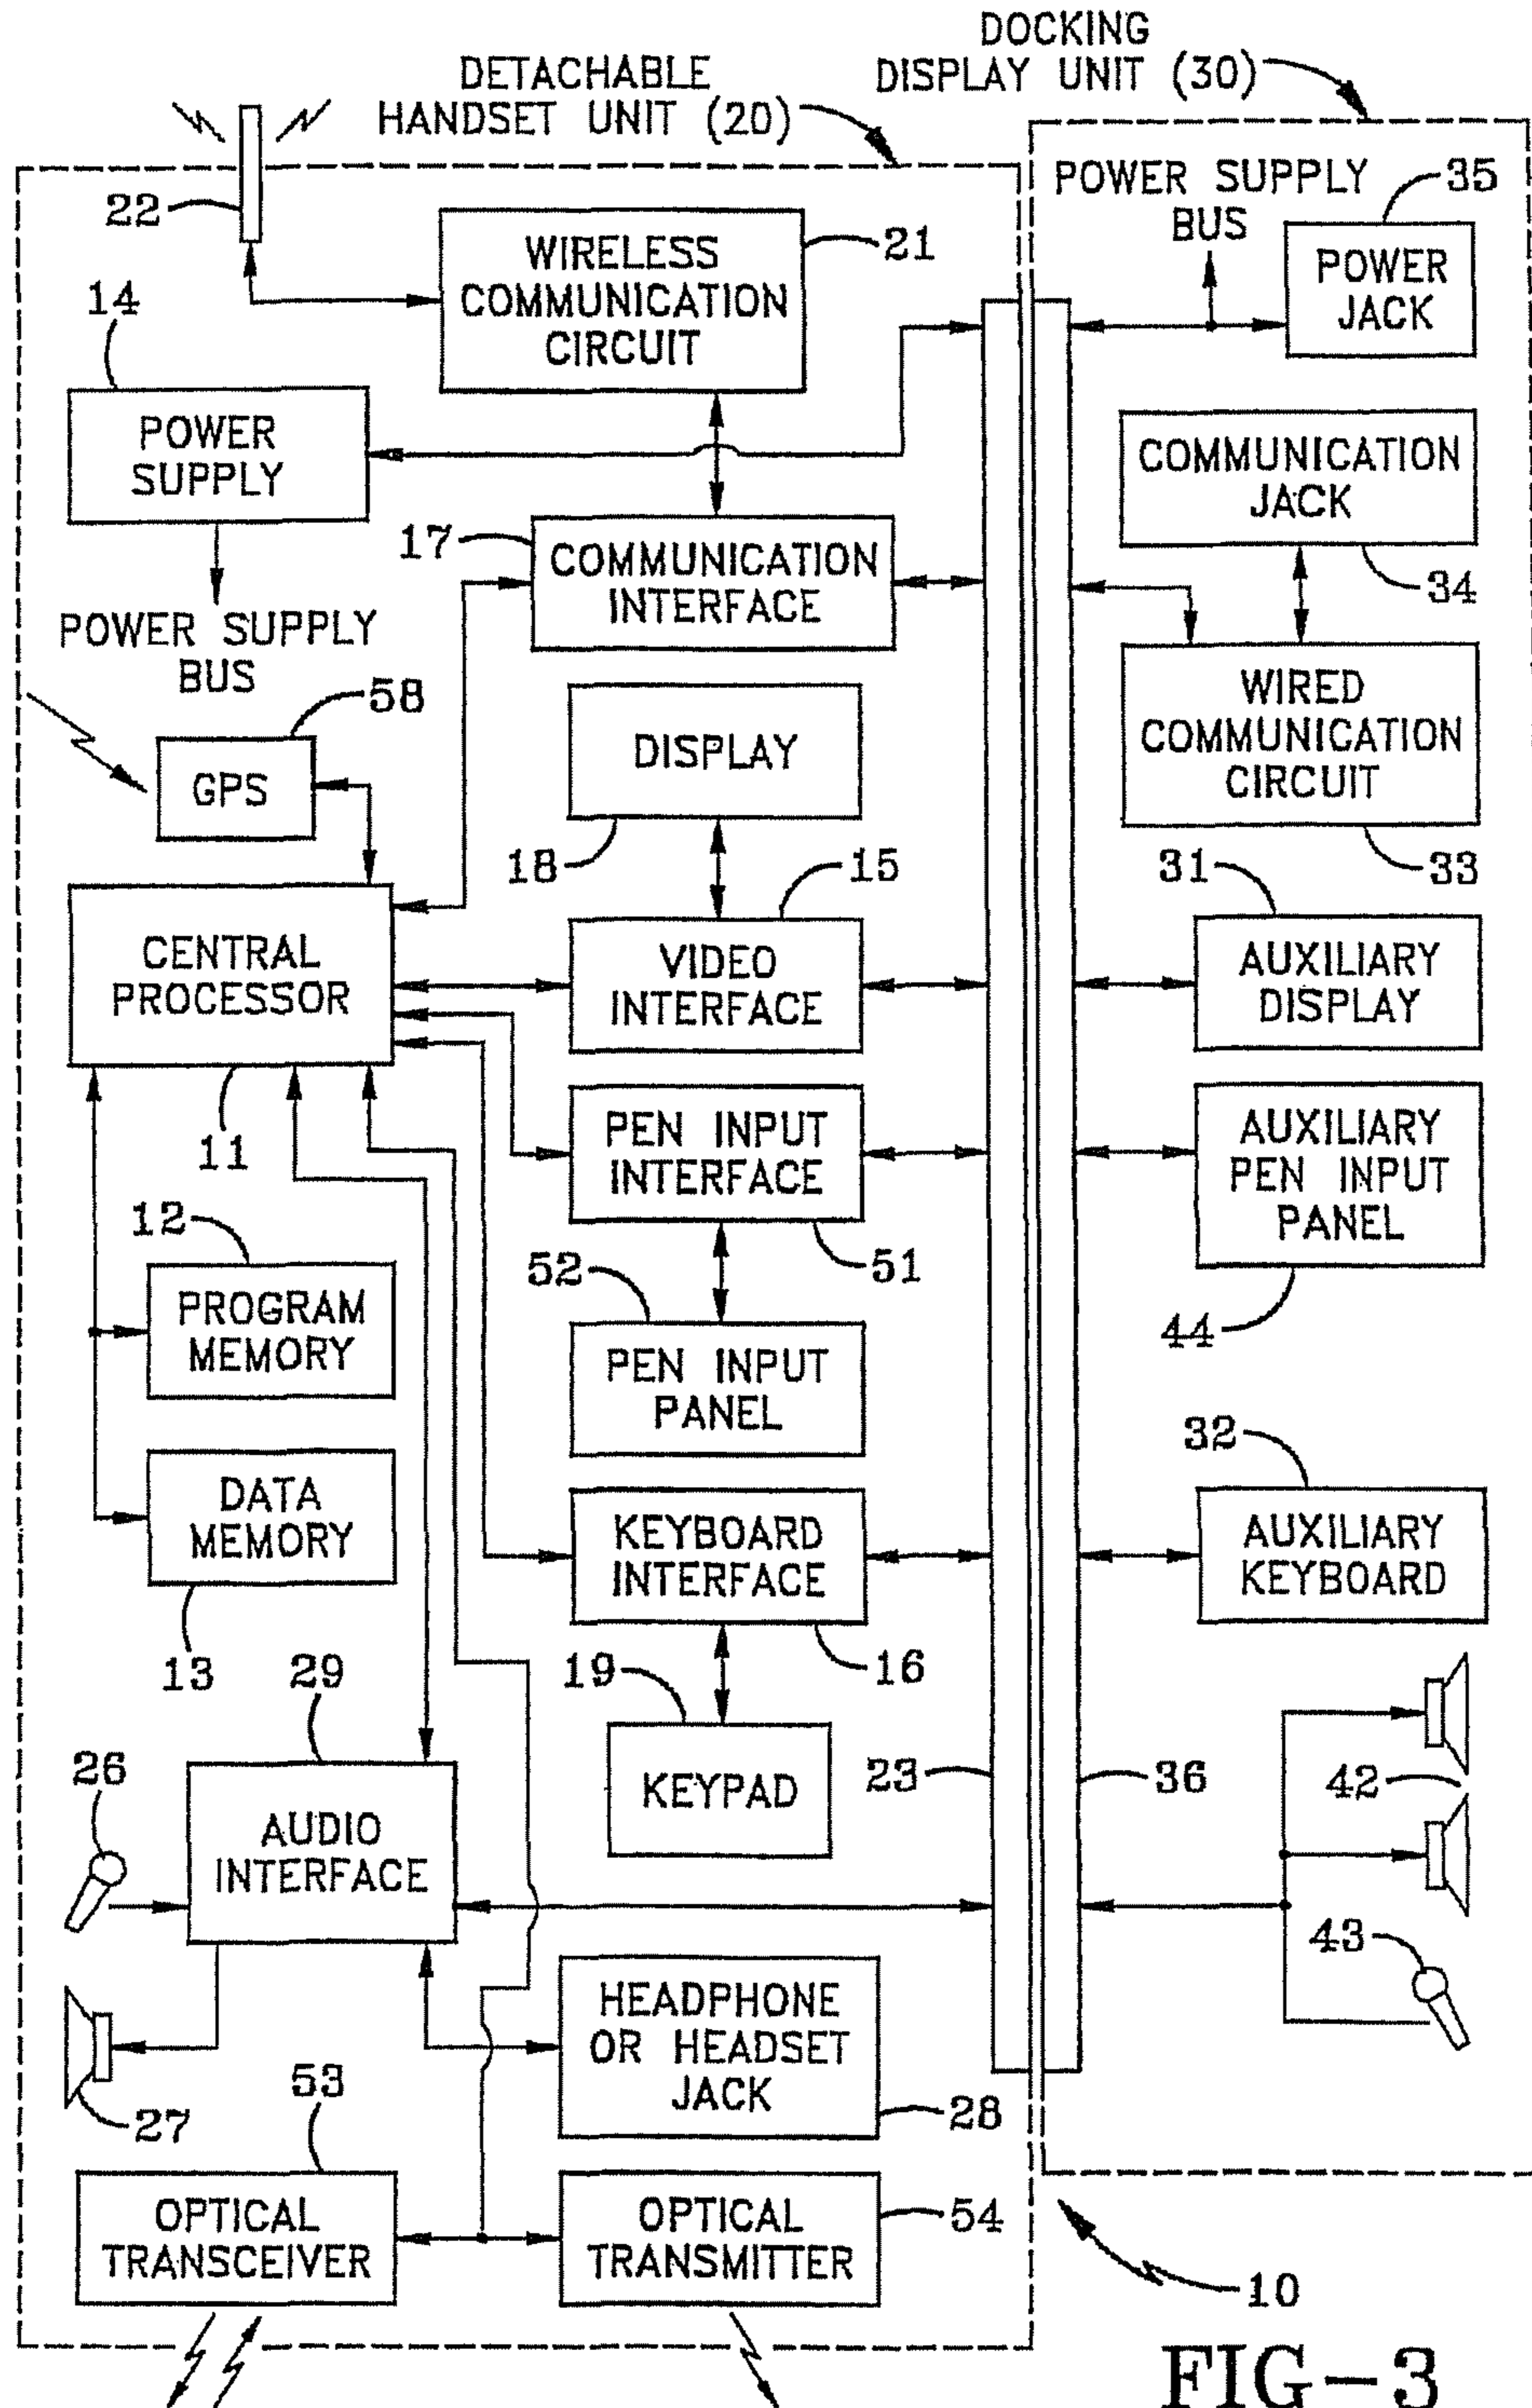 DOCKING
DISPLAY UNIT (30)
DETACHABLE
HANDSET UNIT (20)
22
WIRELESS
COMMUNICATION
CIRCUIT
21
POWER SUPPLY
BUS
35
POWER
JACK
14
POWER
SUPPLY
COMMUNICATION
JACK
34
17
COMMUNICATION
INTERFACE
POWER SUPPLY
BUS
58
GPS
DISPLAY
18
WIRED
COMMUNICATION
CIRCUIT
33
15
31
CENTRAL
PROCESSOR
11
VIDEO
INTERFACE
AUXILIARY
DISPLAY
PEN INPUT
INTERFACE
51
AUXILIARY
PEN INPUT
PANEL
44
12
PROGRAM
MEMORY
52
PEN INPUT
PANEL
32
DATA
MEMORY
13
KEYBOARD
INTERFACE
16
AUXILIARY
KEYBOARD
29
19
KEYPAD
23
36
42
26
AUDIO
INTERFACE
43
27
HEADPHONE
OR HEADSET
JACK
28
53
OPTICAL
TRANSCEIVER
OPTICAL
TRANSMITTER
54
10
FIG-3